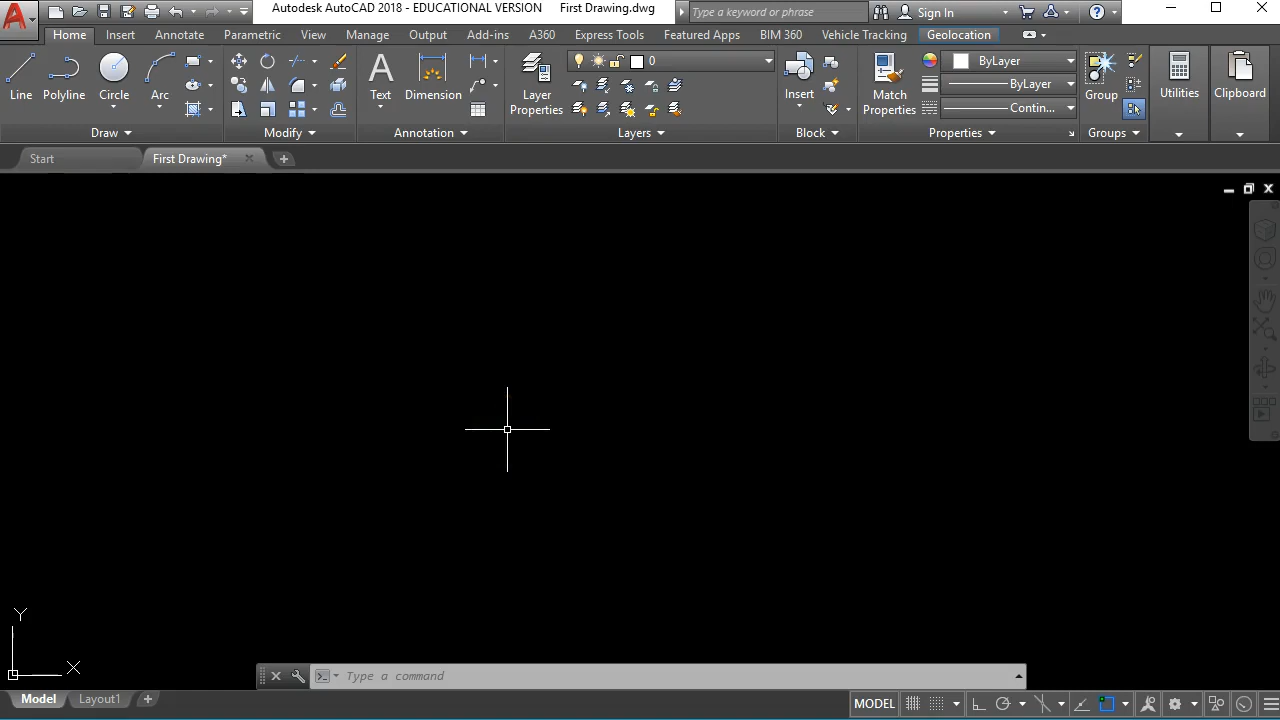 Autodesk AutoCAD 2018 - EDUCATIONAL VERSION First Drawing.dwg
Type a keyword or phrase
Sign In
Home Insert Annotate Parametric View Manage Output Add-ins A360 Express Tools Featured Apps BIM 360 Vehicle Tracking Geolocation
Line
Polyline
Circle
Arc
Draw
Modify
Text
Dimension
Annotation
Layer
Properties
0
Layers
Insert
Block
Match
Properties
ByLayer
ByLayer
Contin...
Properties
Group
Groups
Utilities
Clipboard
Start
First Drawing*
Y
X
Type a command
Model Layout1
MODEL